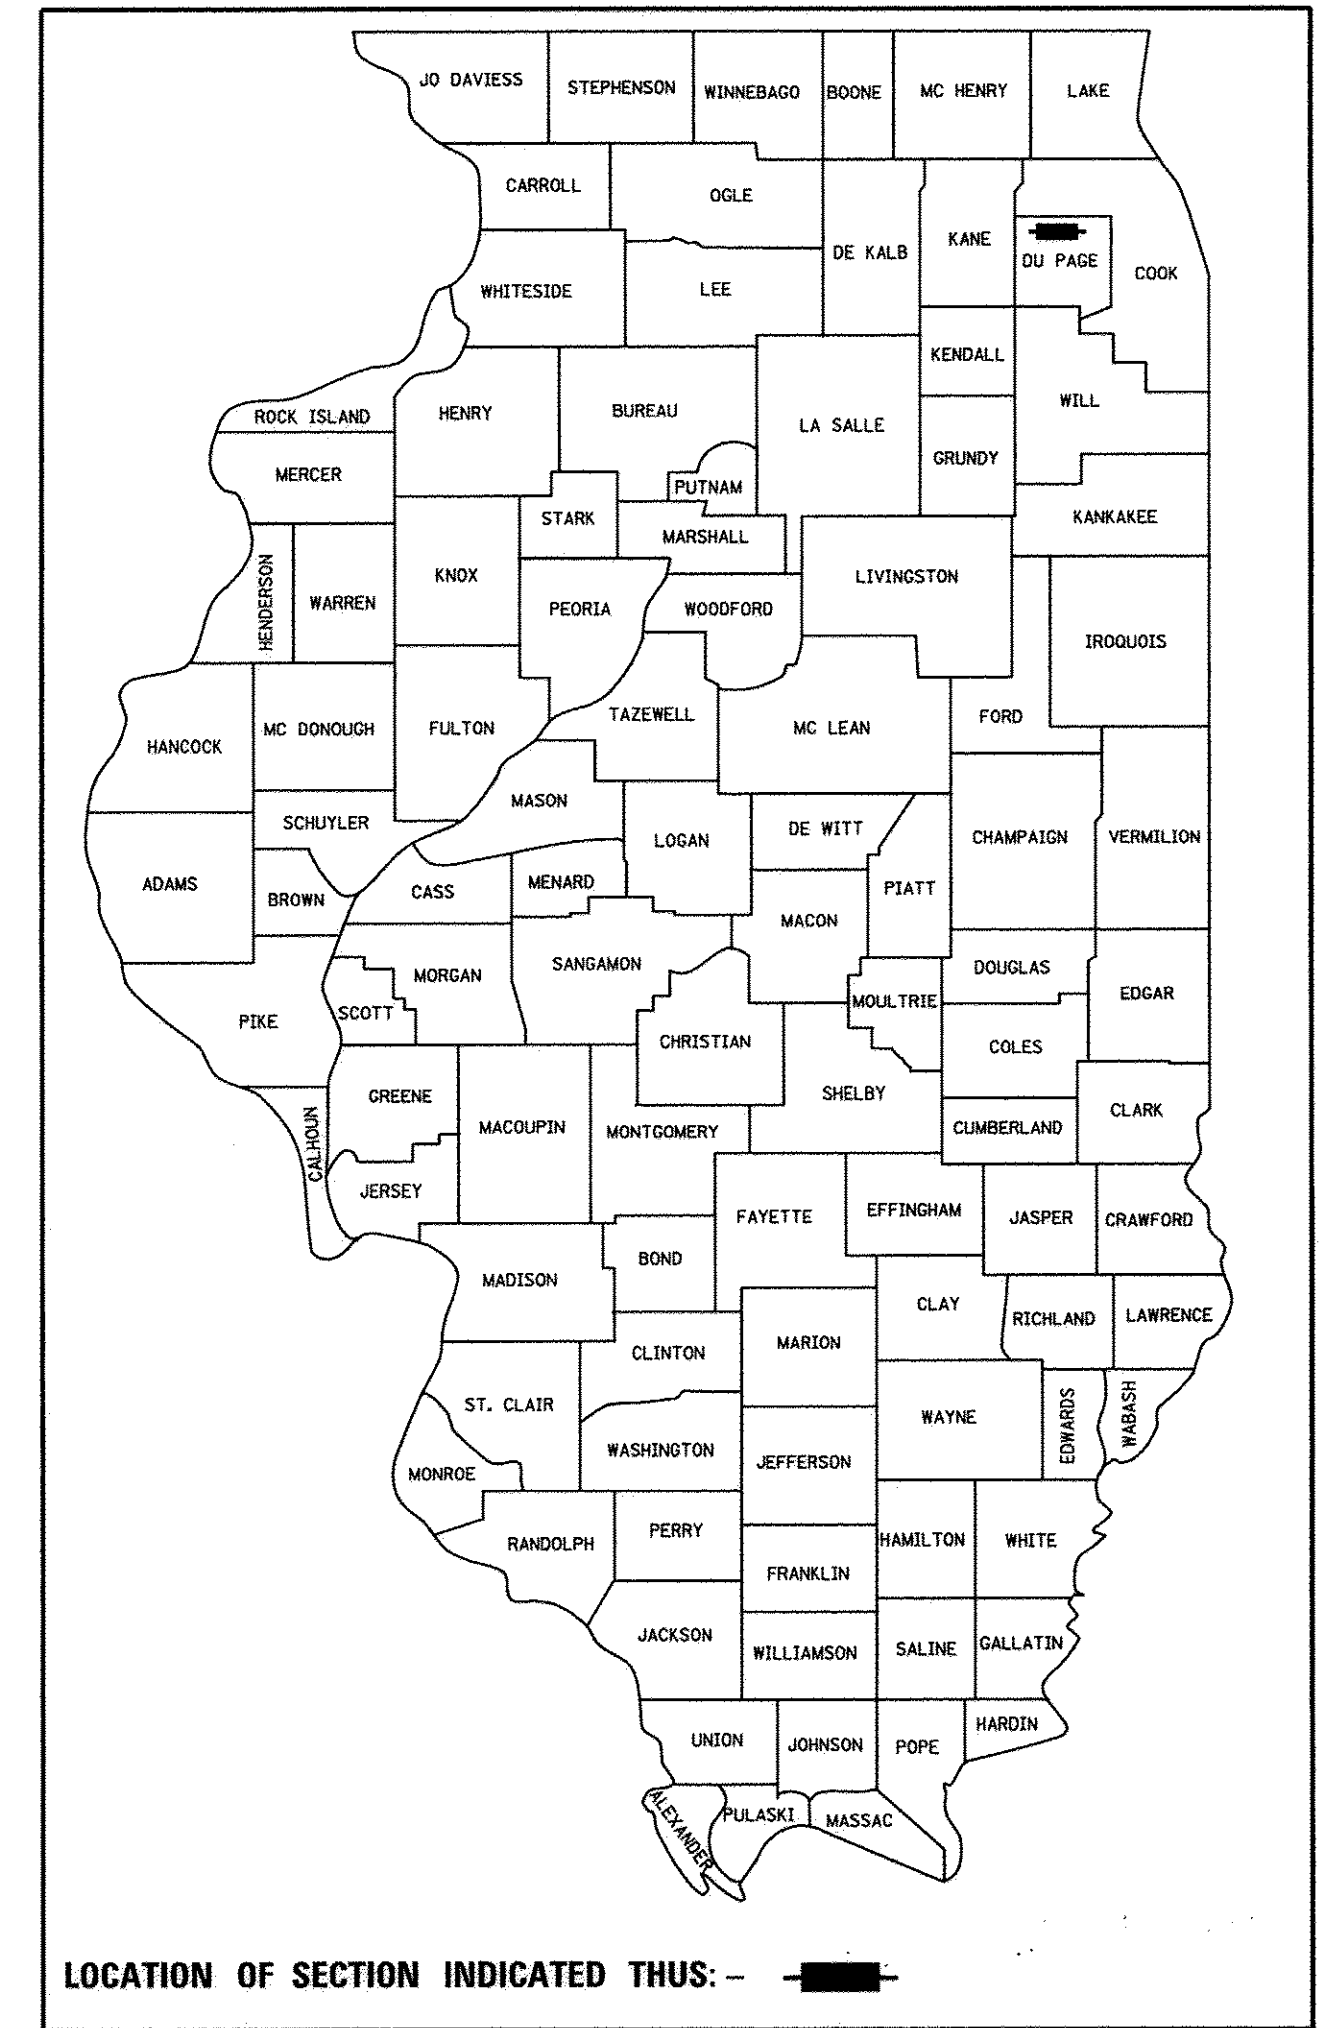 JO DAVIESS
STEPHENSON
WINNEBAGO
BOONE
MC HENRY
LAKE
CARROLL
OGLE
DE KALB
KANE
DU PAGE
COOK
WHITESIDE
LEE
KENDALL
ROCK ISLAND
HENRY
BUREAU
LA SALLE
WILL
MERCER
PUTNAM
GRUNDY
STARK
MARSHALL
KANKAKEE
HENDERSON
WARREN
KNOX
PEORIA
WOODFORD
LIVINGSTON
IROQUOIS
HANCOCK
MC DONOUGH
FULTON
TAZEWELL
MC LEAN
FORD
SCHUYLER
MASON
LOGAN
DE WITT
CHAMPAIGN
VERMILION
ADAMS
BROWN
CASS
MENARD
MACON
PIATT
PIKE
SCOTT
MORGAN
SANGAMON
CHRISTIAN
MOULTRIE
DOUGLAS
EDGAR
COLES
CALHOUN
GREENE
MACOUPIN
MONTGOMERY
SHELBY
CUMBERLAND
CLARK
JERSEY
FAYETTE
EFFINGHAM
JASPER
CRAWFORD
MADISON
BOND
CLAY
RICHLAND
LAWRENCE
CLINTON
MARION
ST. CLAIR
WASHINGTON
WAYNE
EDWARDS
WABASH
MONROE
JEFFERSON
RANDOLPH
PERRY
FRANKLIN
HAMILTON
WHITE
JACKSON
WILLIAMSON
SALINE
GALLATIN
UNION
JOHNSON
POPE
HARDIN
ALEXANDER
PULASKI
MASSAC
LOCATION OF SECTION INDICATED THUS: –